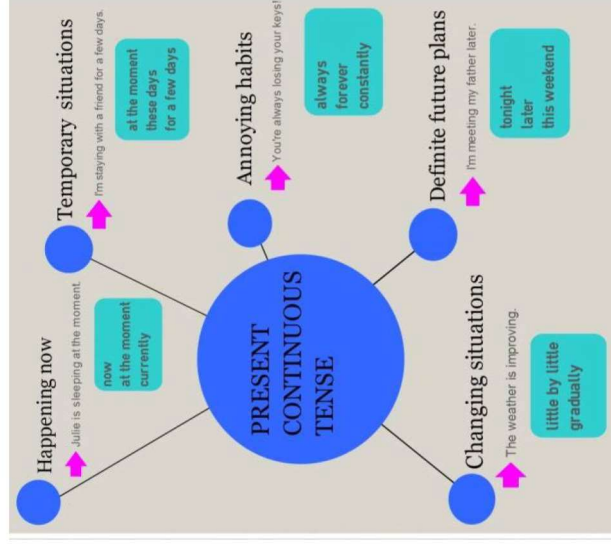 Happening now
Julie is sleeping at the moment.
now
at the moment
currently
Temporary situations
I'm staying with a friend for a few days.
at the moment
these days
for a few days
PRESENT
CONTINUOUS
TENSE
Annoying habits
You're always losing your keys!
always
forever
constantly
Changing situations
The weather is improving.
little by little
gradually
Definite future plans
I'm meeting my father later.
tonight
later
this weekend